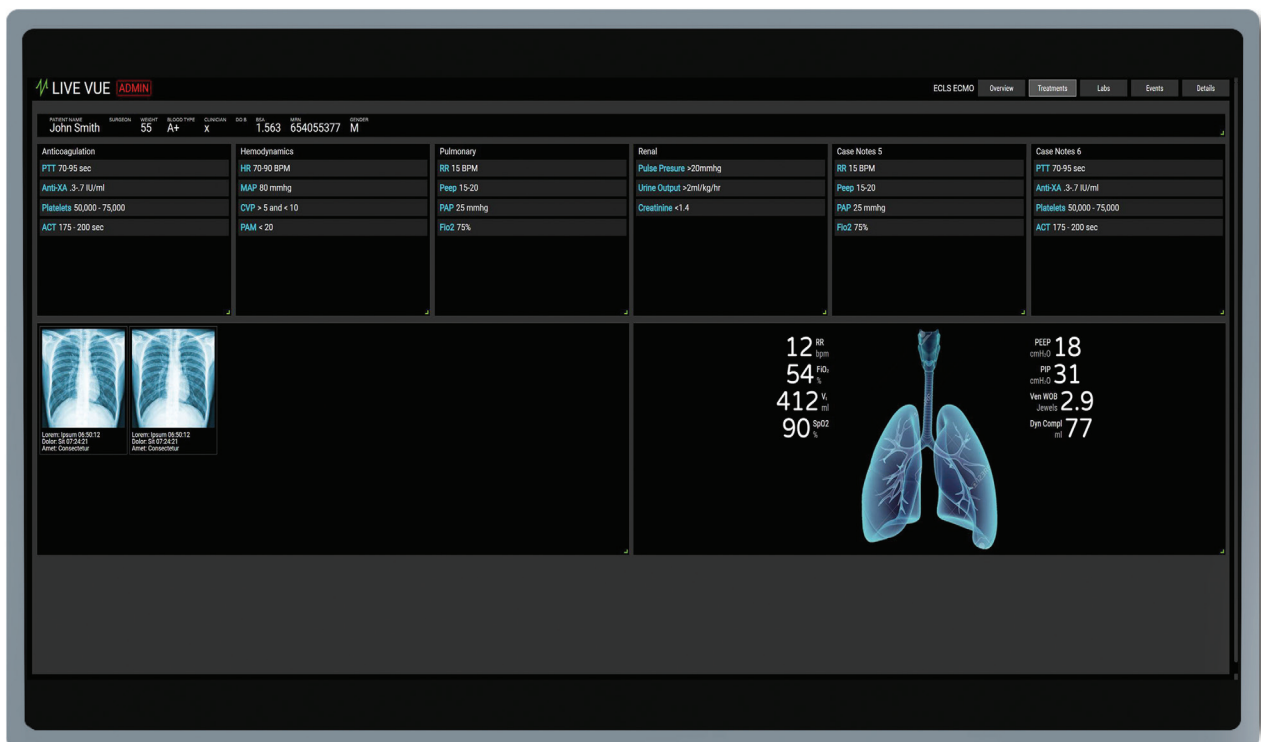 LIVE VUE ADMIN
ECLS ECMO Overview Treatments Labs Events Details
PATIENT NAME SURGEON WEIGHT BLOOD TYPE CLINICIAN DO B BSA MRN GENDER
John Smith 55 A+ x 1.563 654055377 M
Anticoagulation
PTT 70-95 sec
Anti-XA .3-.7 IU/ml
Platelets 50,000 - 75,000
ACT 175 - 200 sec
Hemodynamics
HR 70-90 BPM
MAP 80 mmhg
CVP > 5 and < 10
PAM < 20
Pulmonary
RR 15 BPM
Peep 15-20
PAP 25 mmhg
Fio2 75%
Renal
Pulse Presure >20mmhg
Urine Output >2ml/kg/hr
Creatinine <1.4
Case Notes 5
RR 15 BPM
Peep 15-20
PAP 25 mmhg
Fio2 75%
Case Notes 6
PTT 70-95 sec
Anti-XA .3-.7 IU/ml
Platelets 50,000 - 75,000
ACT 175 - 200 sec
Lorem: Ipsum 06:50:12
Dolor: Sit 07:24:21
Amet: Consectetur
Lorem: Ipsum 06:50:12
Dolor: Sit 07:24:21
Amet: Consectetur
12 RR bpm
54 FiO₂ %
412 Vₜ ml
90 SpO2 %
PEEP cmH₂O 18
PIP cmH₂O 31
Ven WOB Jewels 2.9
Dyn Compl ml 77